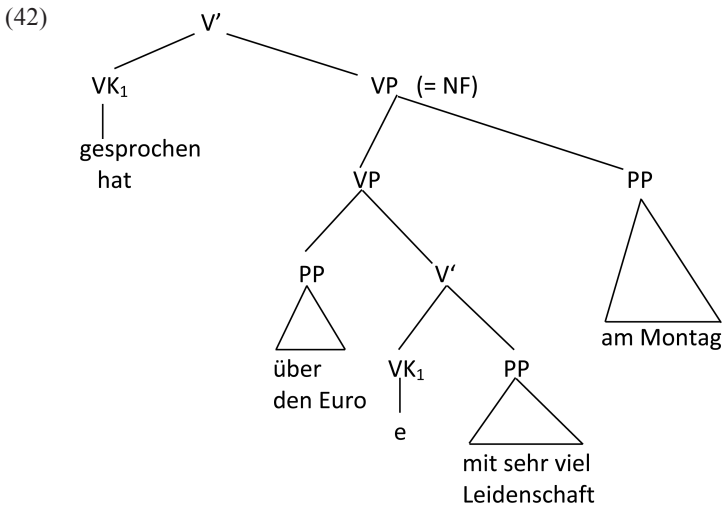 (42)
V’
VK₁
VP (= NF)
gesprochen
hat
VP
PP
PP
V‘
am Montag
über
den Euro
VK₁
PP
e
mit sehr viel
Leidenschaft